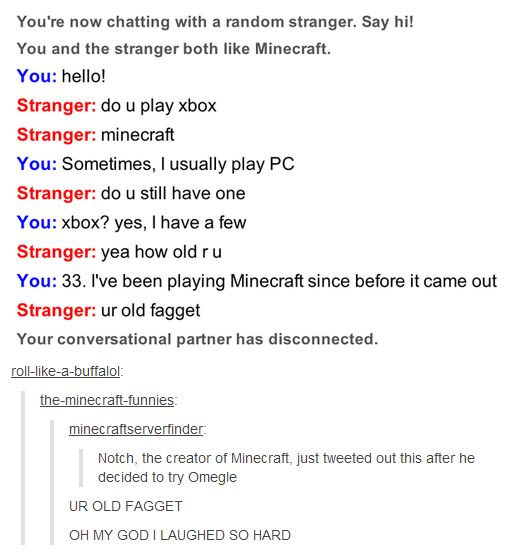 You're now chatting with a random stranger. Say hi!
You and the stranger both like Minecraft.
You: hello!
Stranger: do u play xbox
Stranger: minecraft
You: Sometimes, I usually play PC
Stranger: do u still have one
You: xbox? yes, I have a few
Stranger: yea how old r u
You: 33. I've been playing Minecraft since before it came out
Stranger: ur old fagget
Your conversational partner has disconnected.
roll-like-a-buffalol:
the-minecraft-funnies:
minecraftserverfinder:
Notch, the creator of Minecraft, just tweeted out this after he
decided to try Omegle
UR OLD FAGGET
OH MY GOD I LAUGHED SO HARD